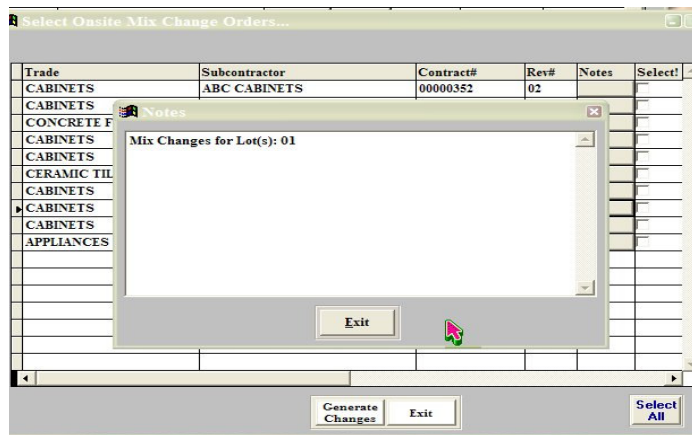 Select Onsite Mix Change Orders...
Trade Subcontractor Contract# Rev# Notes Select!
CABINETS ABC CABINETS 00000352 02
CABINETS
CONCRETE F
CABINETS
CABINETS
CERAMIC TIL
CABINETS
CABINETS
CABINETS
APPLIANCES
Notes
Mix Changes for Lot(s): 01
Exit
Generate
Changes
Exit
Select
All